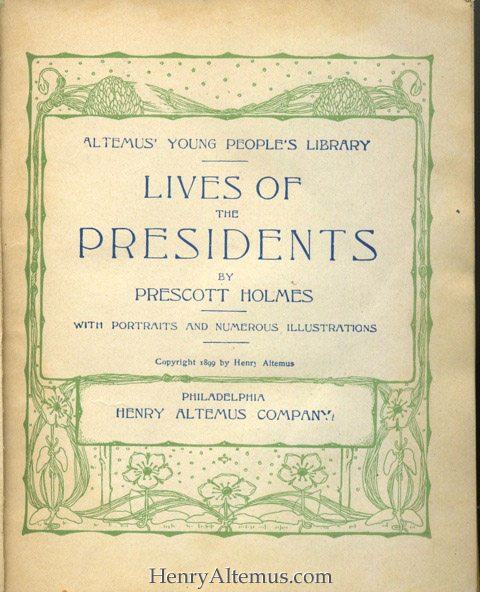 ALTEMUS' YOUNG PEOPLE'S LIBRARY
LIVES OF
THE
PRESIDENTS
BY
PRESCOTT HOLMES
WITH PORTRAITS AND NUMEROUS ILLUSTRATIONS
Copyright 1899 by Henry Altemus
PHILADELPHIA
HENRY ALTEMUS COMPANY
HenryAltemus.com